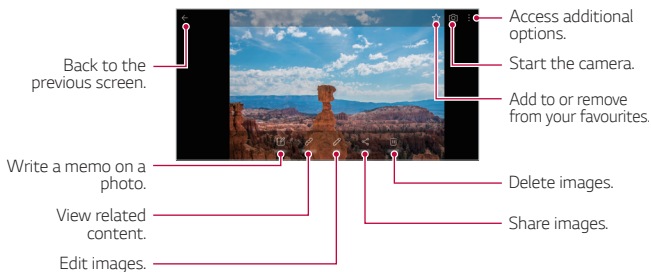 Access additional
options.
Back to the
previous screen.
Start the camera.
Add to or remove
from your favourites.
Write a memo on a
photo.
Delete images.
View related
content.
Share images.
Edit images.